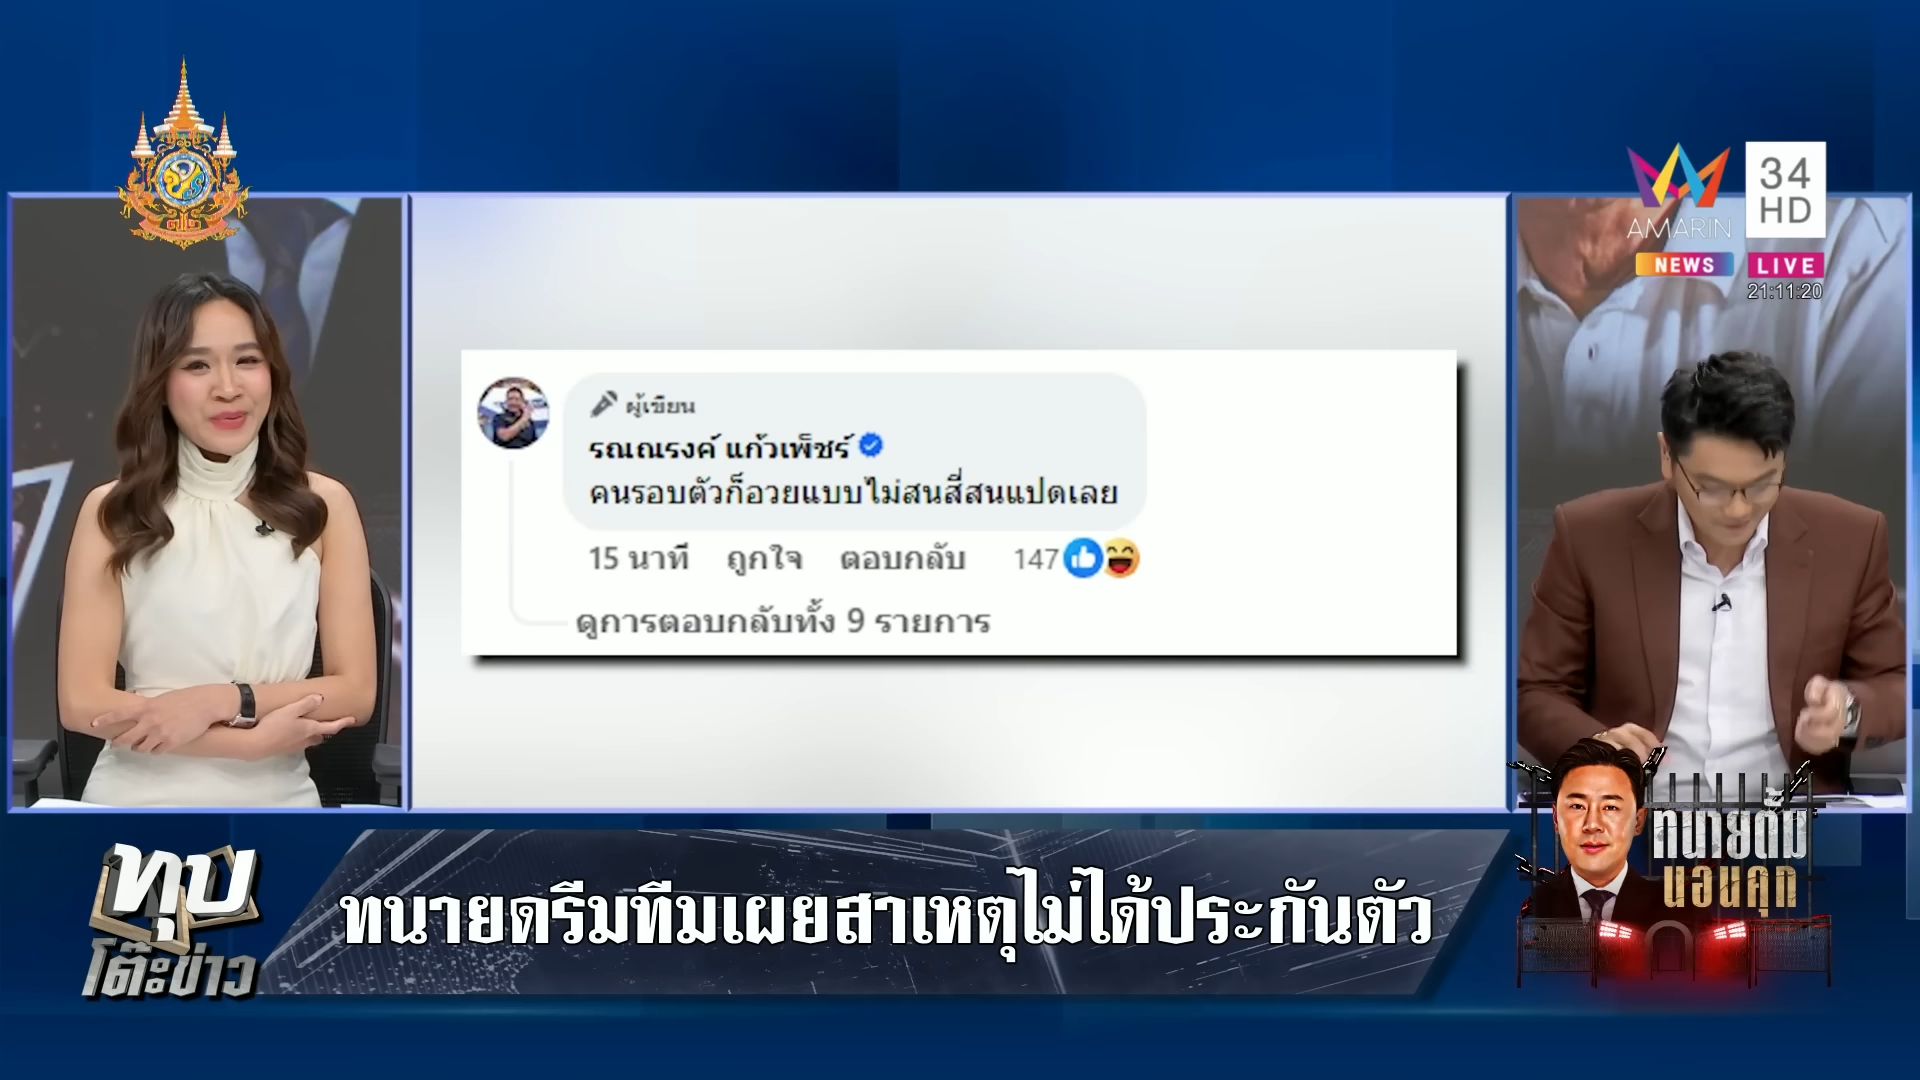 AMARIN
34
HD
NEWS
LIVE
21:11:20
ผู้เขียน
รณณรงค์ แก้วเพ็ชร์
คนรอบตัวก็อวยแบบไม่สนสี่สนแปดเลย
15 นาที ถูกใจ ตอบกลับ 147
ดูการตอบกลับทั้ง 9 รายการ
ทนายตั้ม
นอนคุก
ทุบ
โต๊ะข่าว
ทนายดรีมทีมเผยสาเหตุไม่ได้ประกันตัว